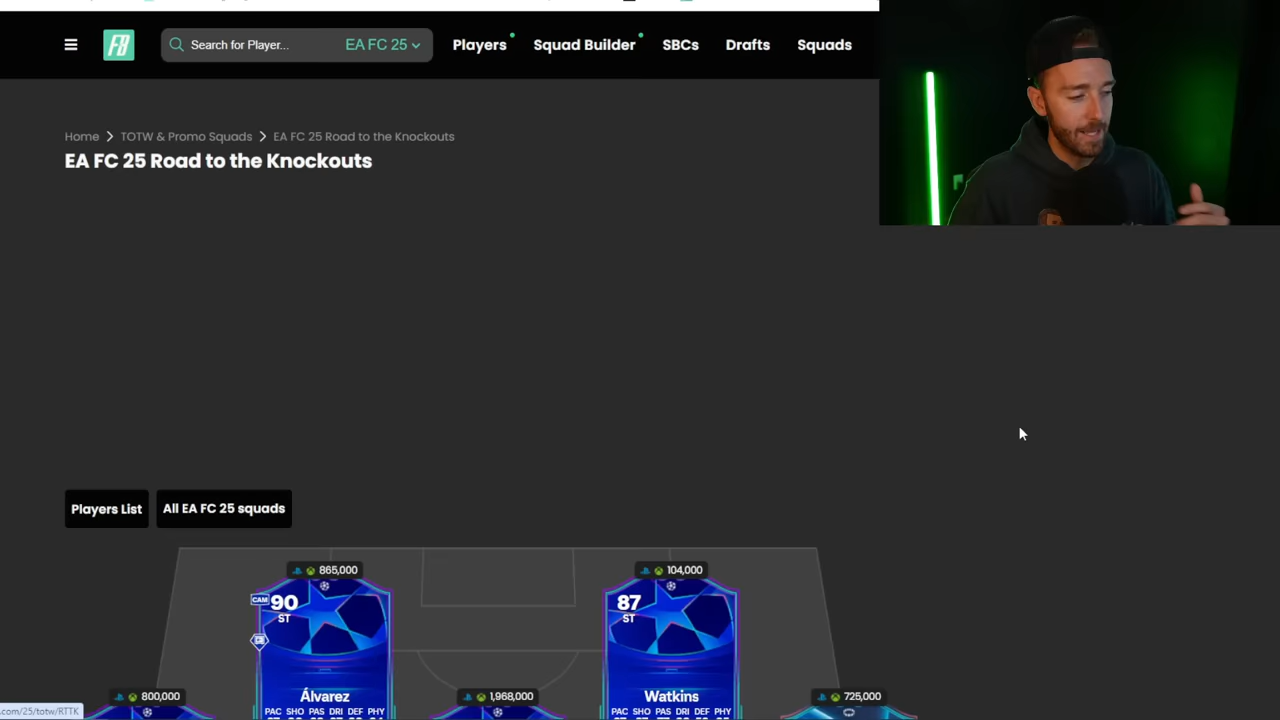 Search for Player...
EA FC 25
Players
Squad Builder
SBCs
Drafts
Squads
Home > TOTW & Promo Squads > EA FC 25 Road to the Knockouts
EA FC 25 Road to the Knockouts
Players List
All EA FC 25 squads
865,000
104,000
CAM
90
ST
87
ST
Álvarez
Watkins
PAC SHO PAS DRI DEF PHY
PAC SHO PAS DRI DEF PHY
800,000
1,968,000
725,000
.com/25/totw/RTTK